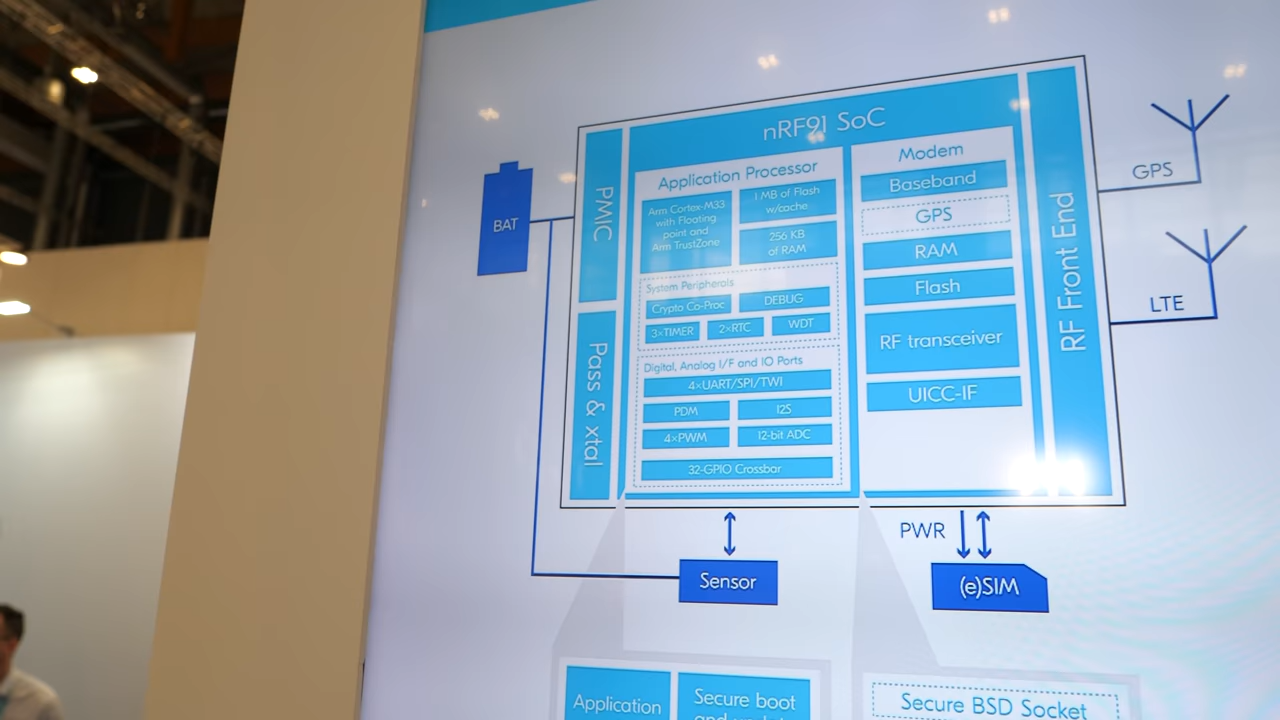 nRF91 SoC
BAT
PMIC
Pass & xtal
Application Processor
Arm Cortex-M33
with Floating
point and
Arm TrustZone
1 MB of Flash
w/cache
256 KB
of RAM
System Peripherals
Crypto Co-Proc
DEBUG
3×TIMER
2×RTC
WDT
Digital, Analog I/F and IO Ports
4×UART/SPI/TWI
PDM
I2S
4×PWM
12-bit ADC
32-GPIO Crossbar
Modem
Baseband
GPS
RAM
Flash
RF transceiver
UICC-IF
RF Front End
GPS
LTE
Sensor
PWR
(e)SIM
Application
Secure boot
Secure BSD Socket